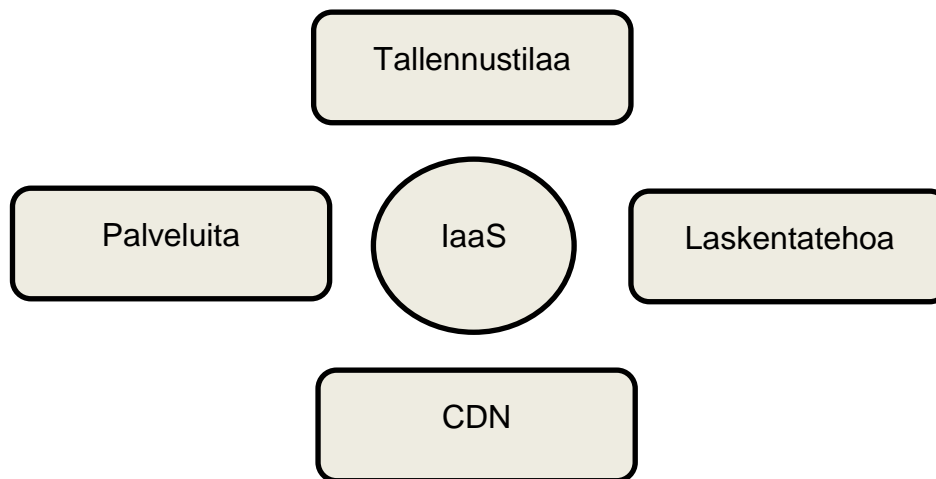 Tallennustilaa
Palveluita
IaaS
Laskentatehoa
CDN